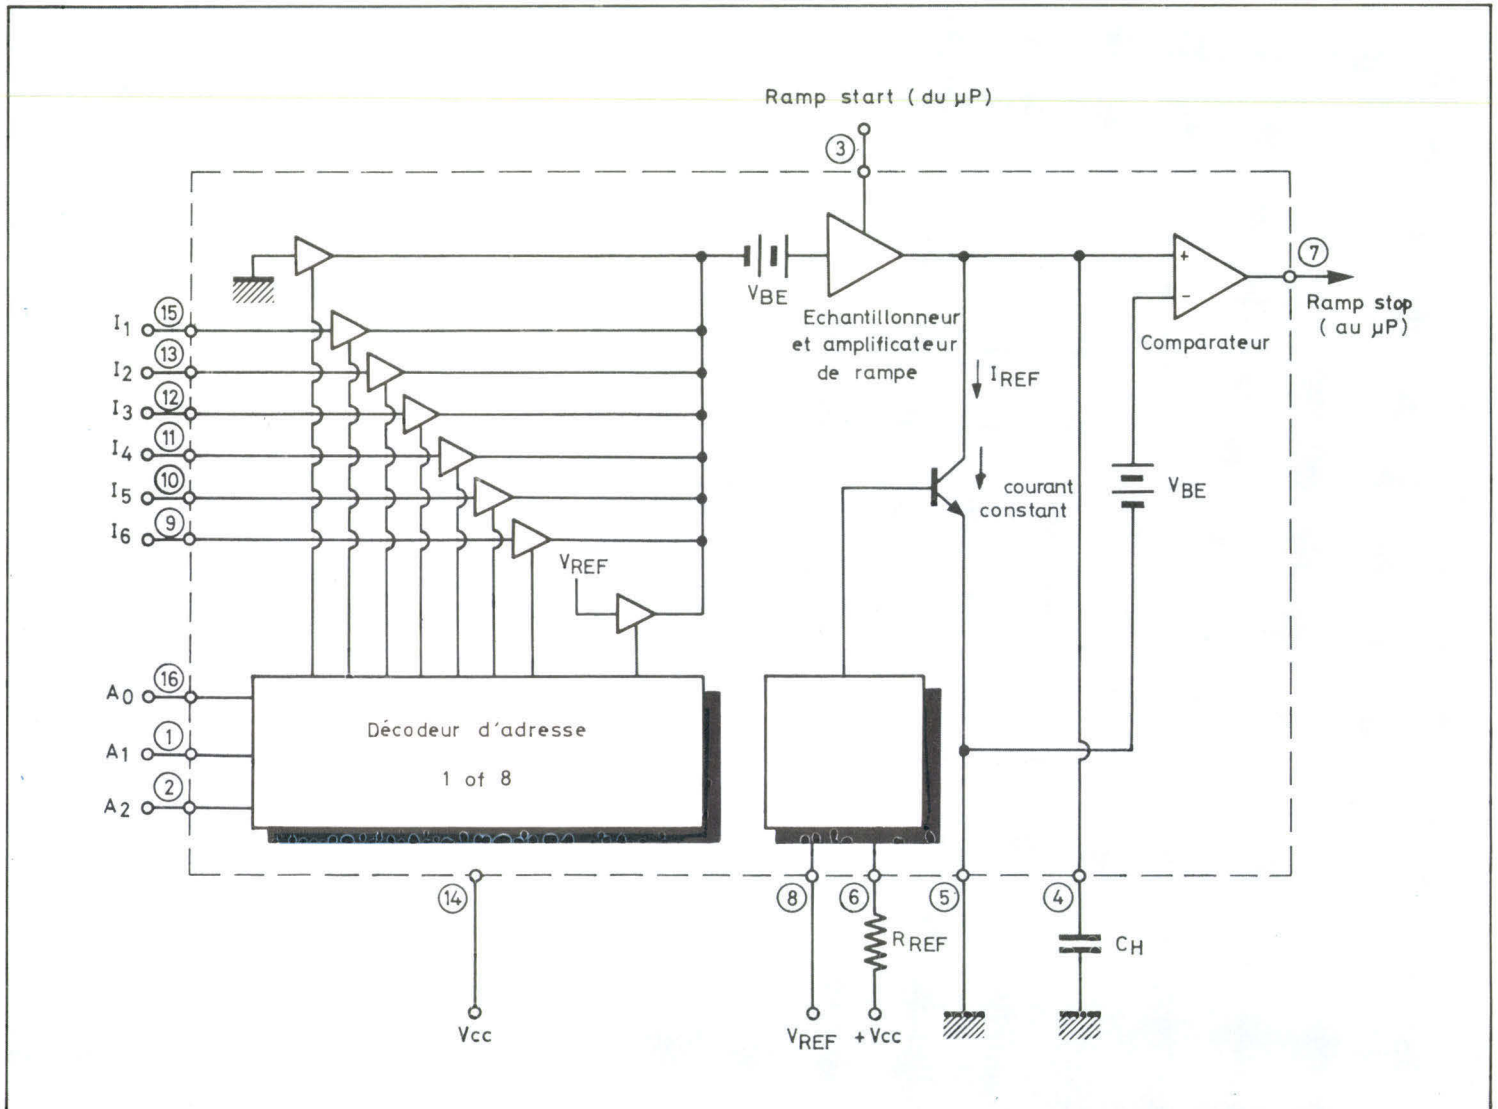 Ramp start ( du µP )
3
7
Ramp stop
( au µP )
+
-
Comparateur
VBE
Echantillonneur
et amplificateur
de rampe
IREF
courant
constant
VBE
I1 15
I2 13
I3 12
I4 11
I5 10
I6 9
VREF
A0 16
A1 1
A2 2
Décodeur d'adresse
1 of 8
14
8
6
5
4
RREF
CH
Vcc
VREF
+Vcc